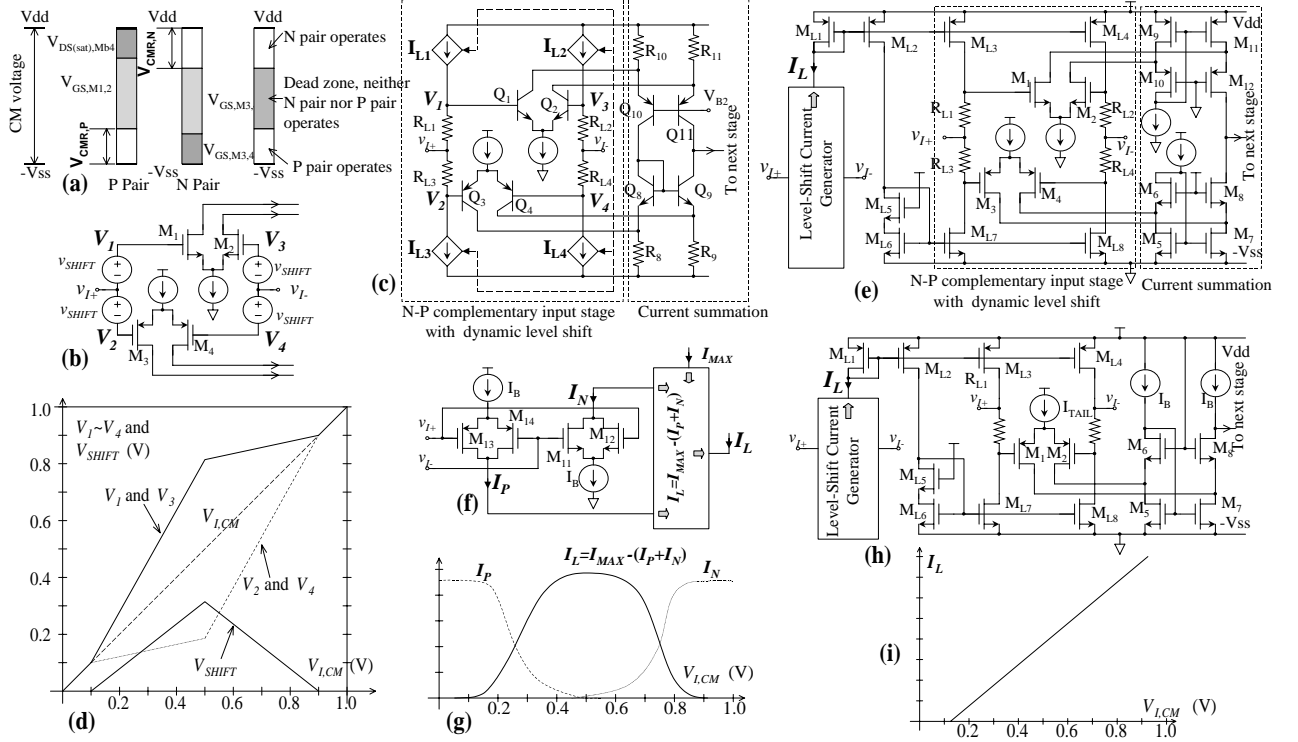 Vdd Vdd Vdd
CM voltage
V_DS(sat),Mb4
V_GS,M1,2
V_CMR,P
V_CMR,N
V_GS,M3,
V_GS,M3,4
N pair operates
Dead zone, neither
N pair nor P pair
operates
P pair operates
-Vss -Vss -Vss
(a) P Pair N Pair
V_1 M_1 M_2 V_3
v_SHIFT v_SHIFT
v_I+ v_I-
v_SHIFT v_SHIFT
V_2 M_3 M_4 V_4
(b)
I_L1 I_L2 R_10 R_11
V_1 Q_1 Q_2 V_3 Q_10 Q11 V_B2
R_L1 R_L2
v_I+ v_I-
R_L3 R_L4
V_2 Q_3 Q_4 V_4 Q_8 Q_9
I_L3 I_L4 R_8 R_9
To next stage
(c)
N-P complementary input stage
with dynamic level shift
Current summation
1.0
0.8
0.6
0.4
0.2
V_1~V_4 and
V_SHIFT (V)
V_1 and V_3
V_I,CM
V_2 and V_4
V_SHIFT
V_I,CM (V)
0.2 0.4 0.6 0.8 1.0
(d)
M_L1 M_L2 M_L3 M_L4 M_9 Vdd M_11
I_L
M_1 M_2 M_10 M_12
R_L1 R_L2
v_I+ v_I-
Level-Shift Current
Generator
v_I+ v_I-
R_L3 R_L4
M_3 M_4 M_6 M_8
M_L5
M_L6 M_L7 M_L8 M_5 M_7
-Vss
To next stage
(e)
N-P complementary input stage
with dynamic level shift
Current summation
I_B I_N I_MAX
M_14
v_I+ M_13 M_12
v_I- M_11
I_B
I_P
I_L=I_MAX-(I_P+I_N)
I_L
(f)
I_P I_L=I_MAX-(I_P+I_N) I_N
V_I,CM (V)
0.2 0.4 0.6 0.8 1.0
(g)
M_L1 M_L2 M_L3 M_L4 Vdd
I_L R_L1
v_I+ I_TAIL v_I- I_B I_B
Level-Shift Current
Generator
v_I+ v_I-
M_1 M_2 M_6 M_8
M_L5
M_L6 M_L7 M_L8 M_5 M_7
-Vss
To next stage
(h)
I_L
(i)
V_I,CM (V)
0.2 0.4 0.6 0.8 1.0